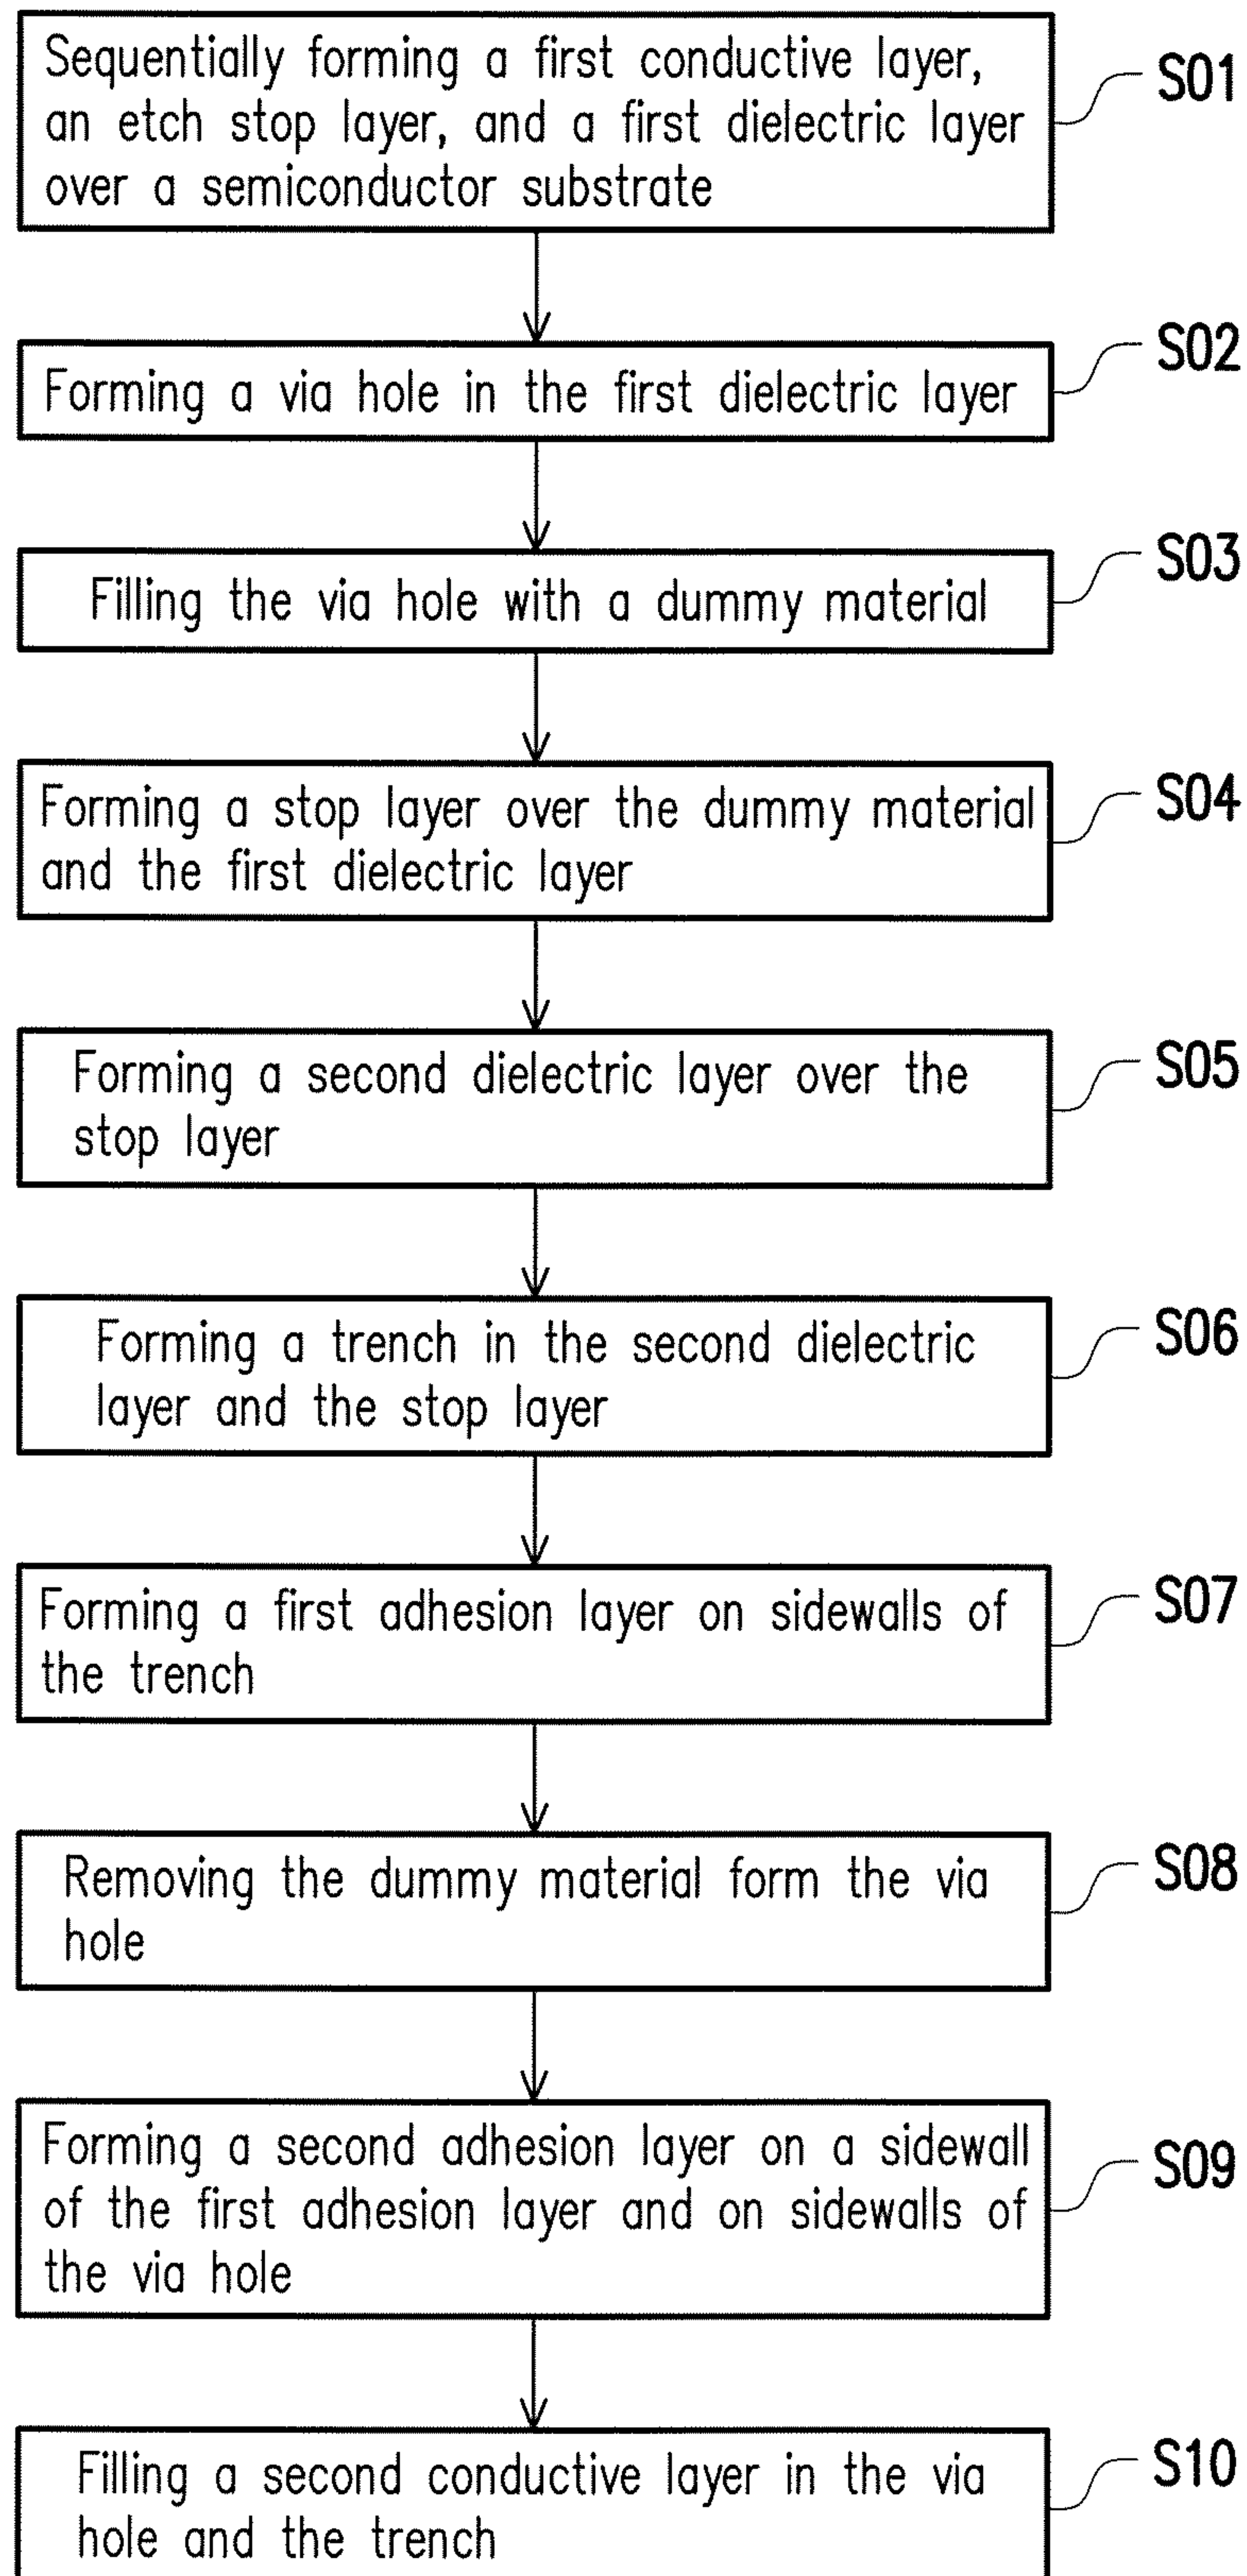 Sequentially forming a first conductive layer,
an etch stop layer, and a first dielectric layer
over a semiconductor substrate
S01
Forming a via hole in the first dielectric layer
S02
Filling the via hole with a dummy material
S03
Forming a stop layer over the dummy material
and the first dielectric layer
S04
Forming a second dielectric layer over the
stop layer
S05
Forming a trench in the second dielectric
layer and the stop layer
S06
Forming a first adhesion layer on sidewalls of
the trench
S07
Removing the dummy material form the via
hole
S08
Forming a second adhesion layer on a sidewall
of the first adhesion layer and on sidewalls of
the via hole
S09
Filling a second conductive layer in the via
hole and the trench
S10